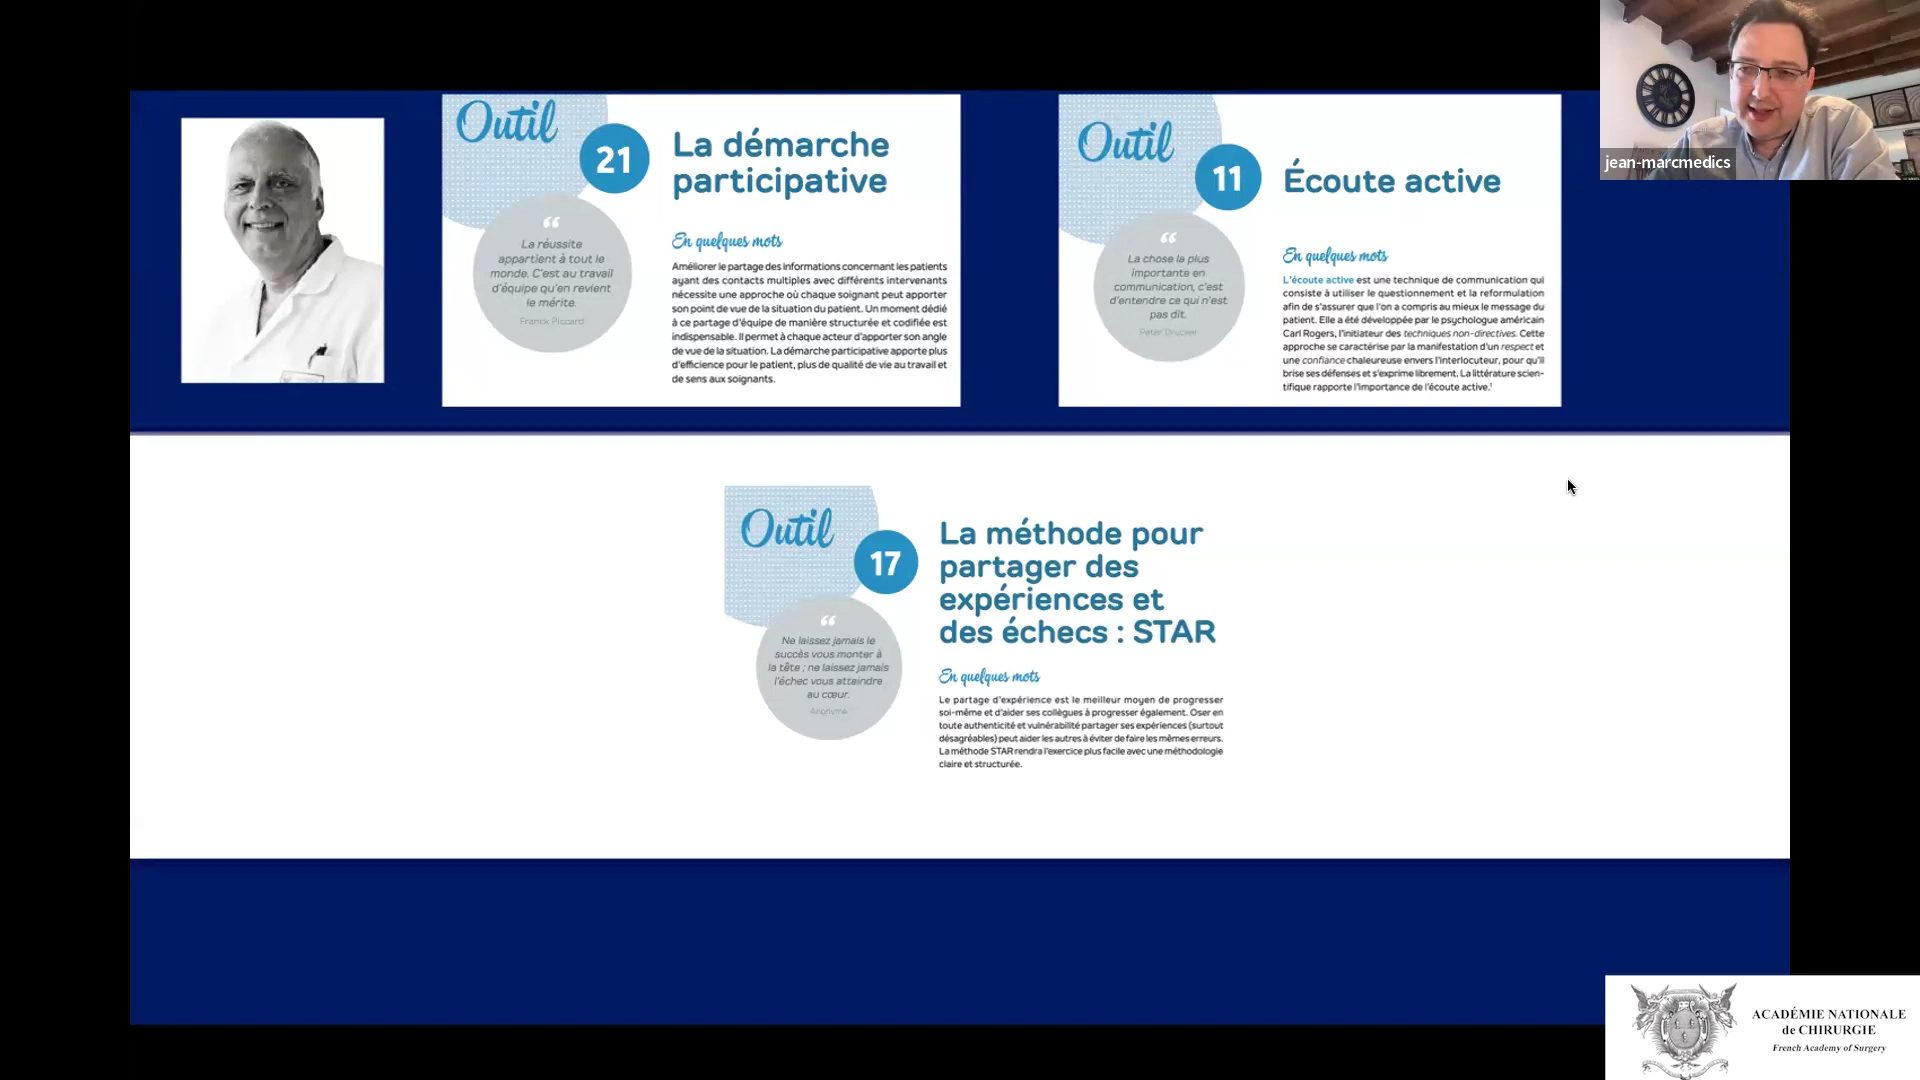 Outil
21
La démarche
participative
“
La réussite
appartient à tout le
monde. C'est au travail
d'équipe qu'en revient
le mérite.
Franck Piccard
En quelques mots
Améliorer le partage des informations concernant les patients
ayant des contacts multiples avec différents intervenants
nécessite une approche où chaque soignant peut apporter
son point de vue de la situation du patient. Un moment dédié
à ce partage d'équipe de manière structurée et codifiée est
indispensable. Il permet à chaque acteur d'apporter son angle
de vue de la situation. La démarche participative apporte plus
d'efficience pour le patient, plus de qualité de vie au travail et
de sens aux soignants.
Outil
11
Écoute active
“
La chose la plus
importante en
communication, c'est
d'entendre ce qui n'est
pas dit.
Peter Drucker
En quelques mots
L'écoute active est une technique de communication qui
consiste à utiliser le questionnement et la reformulation
afin de s'assurer que l'on a compris au mieux le message du
patient. Elle a été développée par le psychologue américain
Carl Rogers, l'initiateur des techniques non-directives. Cette
approche se caractérise par la manifestation d'un respect et
une confiance chaleureuse envers l'interlocuteur, pour qu'il
brise ses défenses et s'exprime librement. La littérature scien-
tifique rapporte l'importance de l'écoute active.¹
jean-marcmedics
Outil
17
La méthode pour
partager des
expériences et
des échecs : STAR
“
Ne laissez jamais le
succès vous monter à
la tête ; ne laissez jamais
l'échec vous atteindre
au cœur.
Anonyme
En quelques mots
Le partage d'expérience est le meilleur moyen de progresser
soi-même et d'aider ses collègues à progresser également. Oser en
toute authenticité et vulnérabilité partager ses expériences (surtout
désagréables) peut aider les autres à éviter de faire les mêmes erreurs.
La méthode STAR rendra l'exercice plus facile avec une méthodologie
claire et structurée.
ACADÉMIE NATIONALE
de CHIRURGIE
French Academy of Surgery